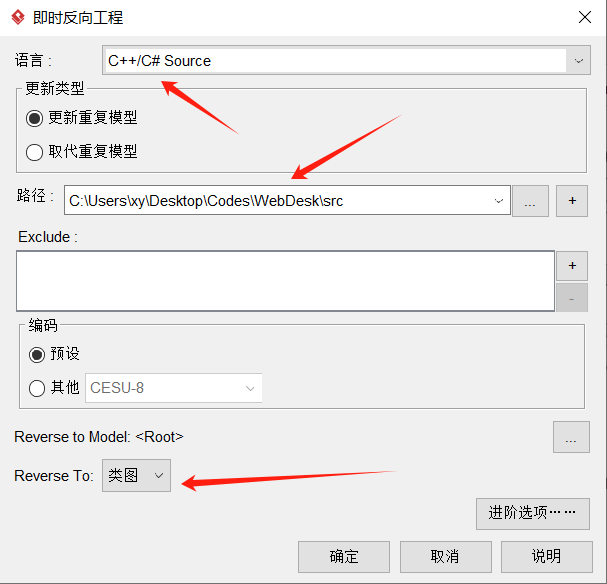 即时反向工程
语言 : C++/C# Source
更新类型
更新重复模型
取代重复模型
路径 : C:\Users\xy\Desktop\Codes\WebDesk\src ... +
Exclude :
+
-
编码
预设
其他 CESU-8
Reverse to Model: <Root> ...
Reverse To: 类图
进阶选项……
确定 取消 说明